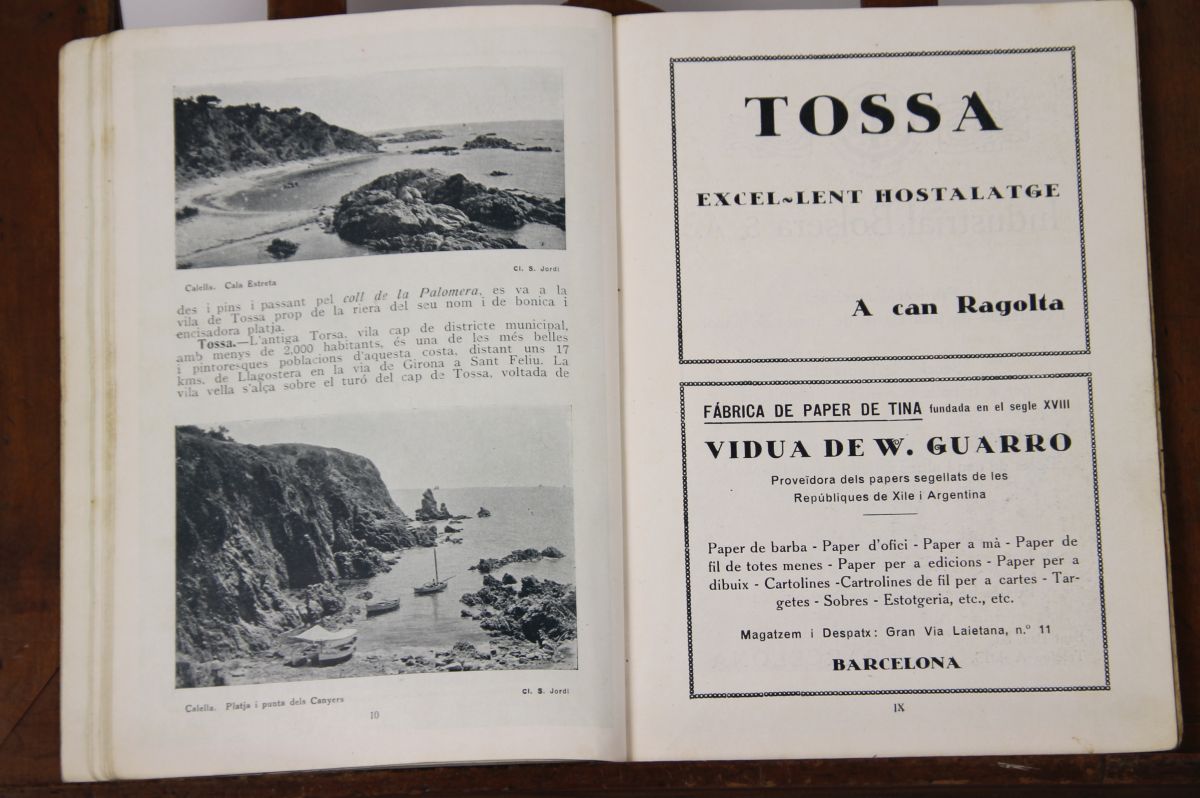 Cl. S. Jordi
Calella. Cala Estreta
des i pins i passant pel coll de la Palomera, es va a la
vila de Tossa prop de la riera del seu nom i de bonica i
encisadora platja.
Tossa.—L'antiga Torsa, vila cap de districte municipal,
amb menys de 2,000 habitants, és una de les més belles
i pintoresques poblacions d'aquesta costa, distant uns 17
kms. de Llagostera en la via de Girona a Sant Feliu. La
vila vella s'alça sobre el turó del cap de Tossa, voltada de
Cl. S. Jordi
Calella. Platja i punta dels Canyers
10
TOSSA
EXCEL~LENT HOSTALATGE
A can Ragolta
FÁBRICA DE PAPER DE TINA fundada en el segle XVIII
VIDUA DE W. GUARRO
Proveïdora dels papers segellats de les
Repúbliques de Xile i Argentina
Paper de barba - Paper d'ofici - Paper a mà - Paper de
fil de totes menes - Paper per a edicions - Paper per a
dibuix - Cartolines -Cartrolines de fil per a cartes - Tar-
getes - Sobres - Estotgeria, etc., etc.
Magatzem i Despatx: Gran Via Laietana, n.º 11
BARCELONA
IX